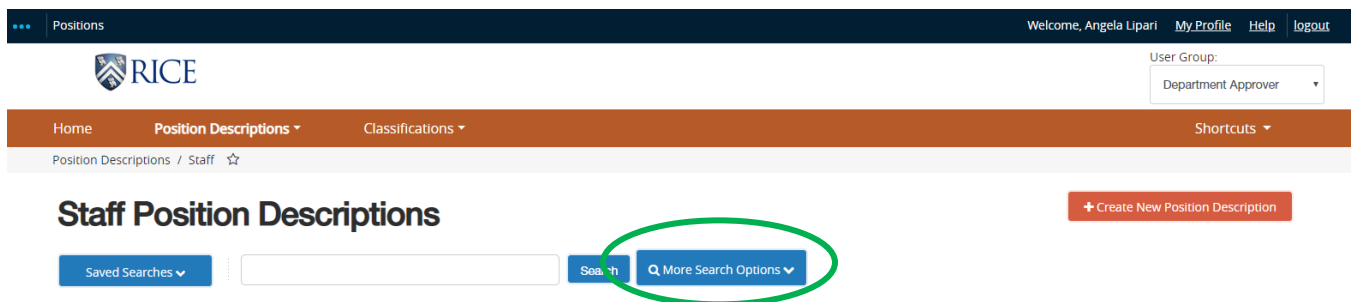 Positions Welcome, Angela Lipari My Profile Help logout
RICE
User Group:
Department Approver
Home Position Descriptions Classifications Shortcuts
Position Descriptions / Staff
Staff Position Descriptions
+ Create New Position Description
Saved Searches Search More Search Options